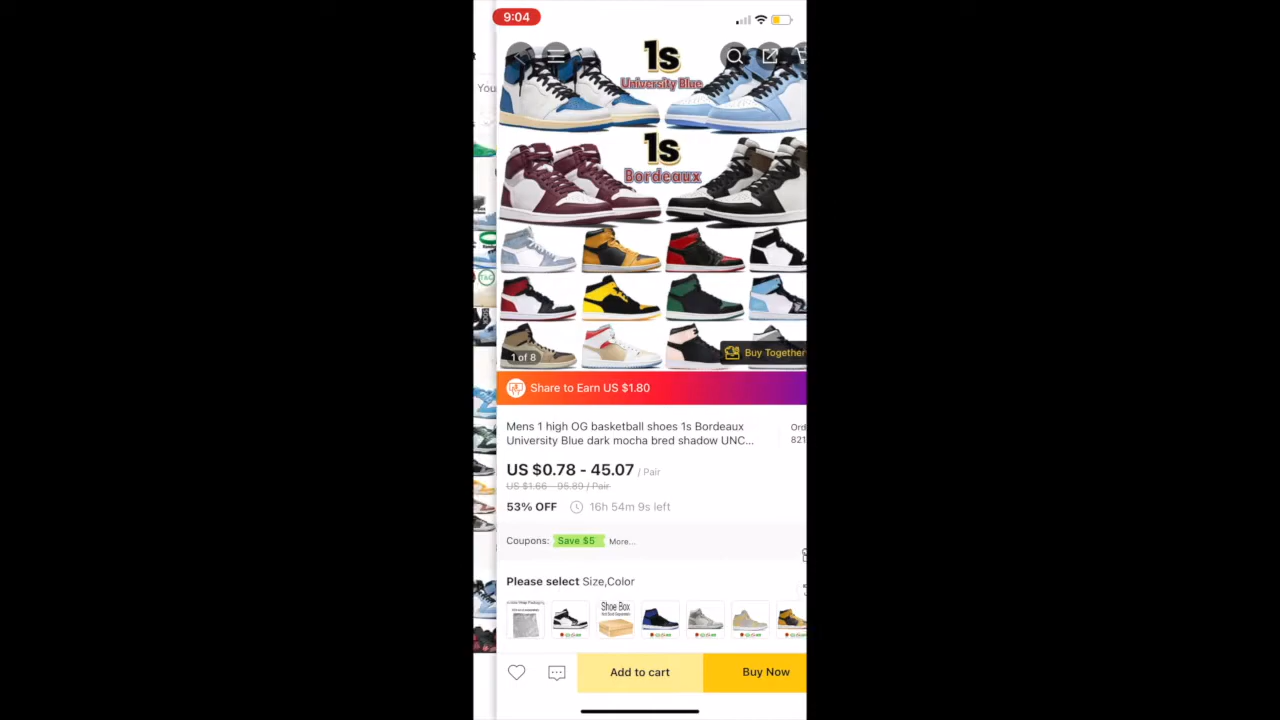 9:04
You
1s
University Blue
1s
Bordeaux
1 of 8
Buy Together
Share to Earn US $1.80
Mens 1 high OG basketball shoes 1s Bordeaux
University Blue dark mocha bred shadow UNC...
Ord
821
US $0.78 - 45.07 / Pair
US $1.66 - 95.89 / Pair
53% OFF
16h 54m 9s left
Coupons: Save $5 More...
Please select Size,Color
Shoe Box
Add to cart
Buy Now